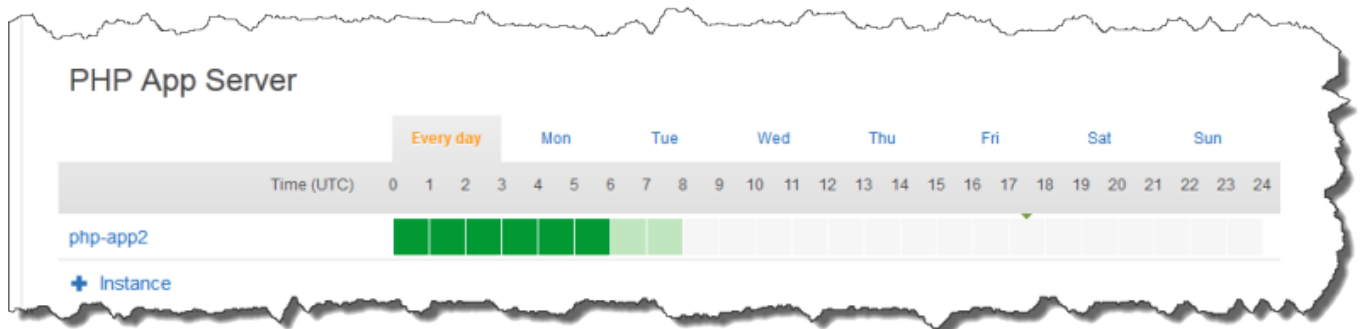 PHP App Server
Every day Mon Tue Wed Thu Fri Sat Sun
Time (UTC) 0 1 2 3 4 5 6 7 8 9 10 11 12 13 14 15 16 17 18 19 20 21 22 23 24
php-app2
Instance